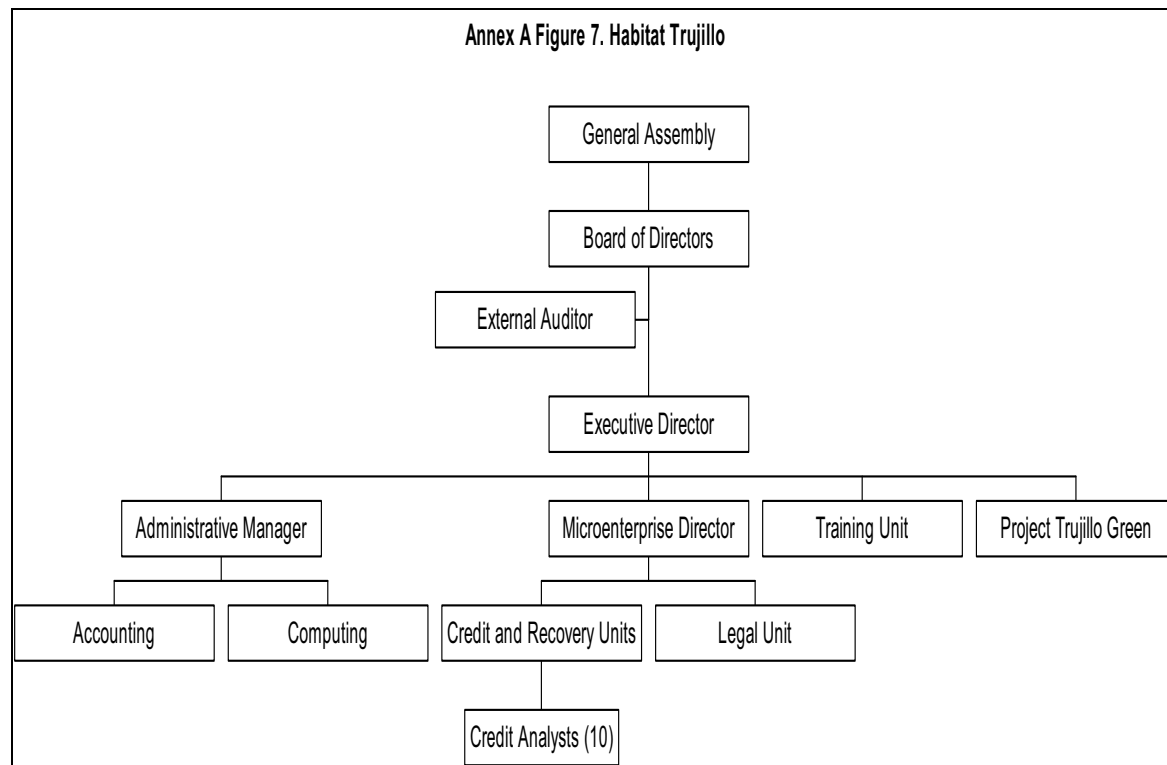 Annex A Figure 7. Habitat Trujillo
General Assembly
Board of Directors
External Auditor
Executive Director
Administrative Manager
Microenterprise Director
Training Unit
Project Trujillo Green
Accounting
Computing
Credit and Recovery Units
Legal Unit
Credit Analysts (10)